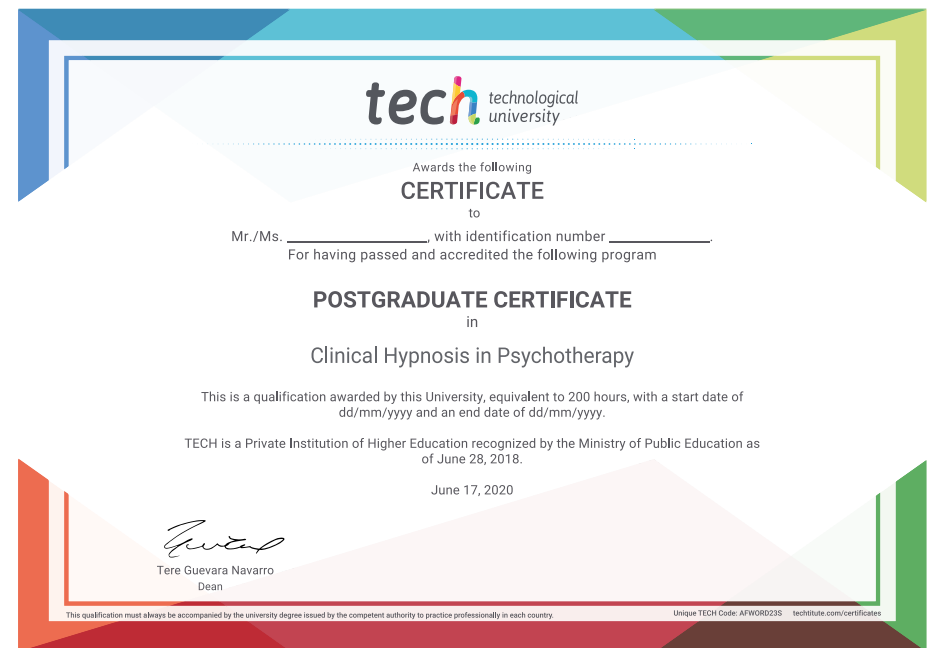 tech technological
university
Awards the following
CERTIFICATE
to
Mr./Ms. ____________________, with identification number ______________.
For having passed and accredited the following program
POSTGRADUATE CERTIFICATE
in
Clinical Hypnosis in Psychotherapy
This is a qualification awarded by this University, equivalent to 200 hours, with a start date of
dd/mm/yyyy and an end date of dd/mm/yyyy.
TECH is a Private Institution of Higher Education recognized by the Ministry of Public Education as
of June 28, 2018.
June 17, 2020
Tere Guevara Navarro
Dean
This qualification must always be accompanied by the university degree issued by the competent authority to practice professionally in each country.
Unique TECH Code: AFWORD23S techtitute.com/certificates